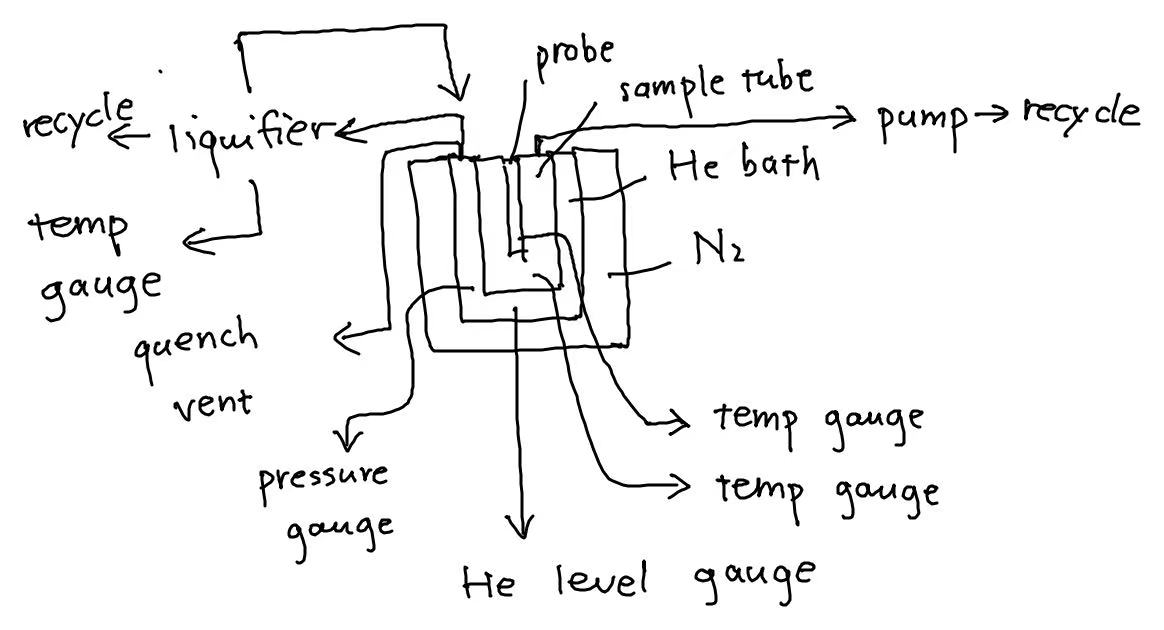 probe
sample tube
recycle
liquifier
pump → recycle
He bath
temp
gauge
N₂
quench
vent
pressure
gauge
temp gauge
temp gauge
He level gauge